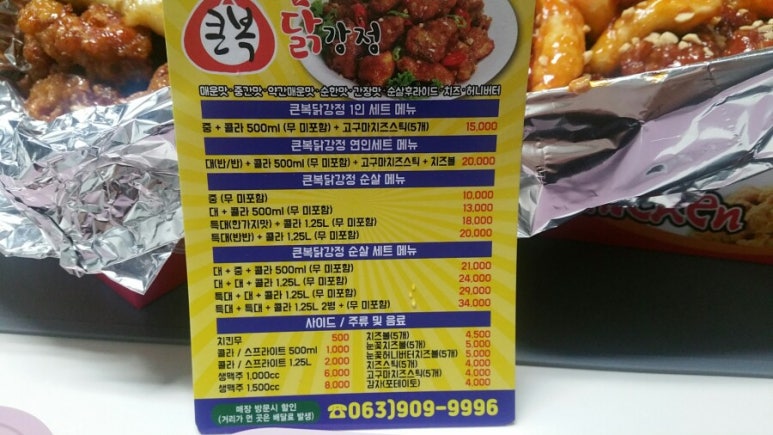 큰복 닭강정
매운맛·중간맛·약간매운맛·순한맛·간장맛·순살후라이드·치즈·허니버터
큰복닭강정 1인 세트 메뉴
중 + 콜라 500ml (무 미포함) + 고구마치즈스틱(5개) 15,000
큰복닭강정 연인세트 메뉴
대(반/반) + 콜라 500ml (무 미포함) + 고구마치즈스틱 + 치즈볼 20,000
큰복닭강정 순살 메뉴
중 (무 미포함) 10,000
대 + 콜라 500ml (무 미포함) 13,000
특대(한가지맛) + 콜라 1,25L (무 미포함) 18,000
특대(반반) + 콜라 1,25L (무 미포함) 20,000
큰복닭강정 순살 세트 메뉴
대 + 중 + 콜라 500ml (무 미포함) 21,000
대 + 대 + 콜라 1,25L (무 미포함) 24,000
특대 + 대 + 콜라 1,25L (무 미포함) 29,000
특대 + 특대 + 콜라 1,25L 2병 + (무 미포함) 34,000
사이드 / 주류 및 음료
치킨무 500 치즈볼(5개) 4,500
콜라 / 스프라이트 500ml 1,000 눈꽃치즈볼(5개) 5,000
콜라 / 스프라이트 1,25L 2,000 눈꽃허니버터치즈볼(5개) 5,000
치즈스틱(5개) 4,000
생맥주 1,000cc 6,000 고구마치즈스틱(5개) 4,000
생맥주 1,500cc 8,000 감자(포테이토) 4,000
매장 방문시 할인
(거리가 먼 곳은 배달료 발생)
☎063)909-9996